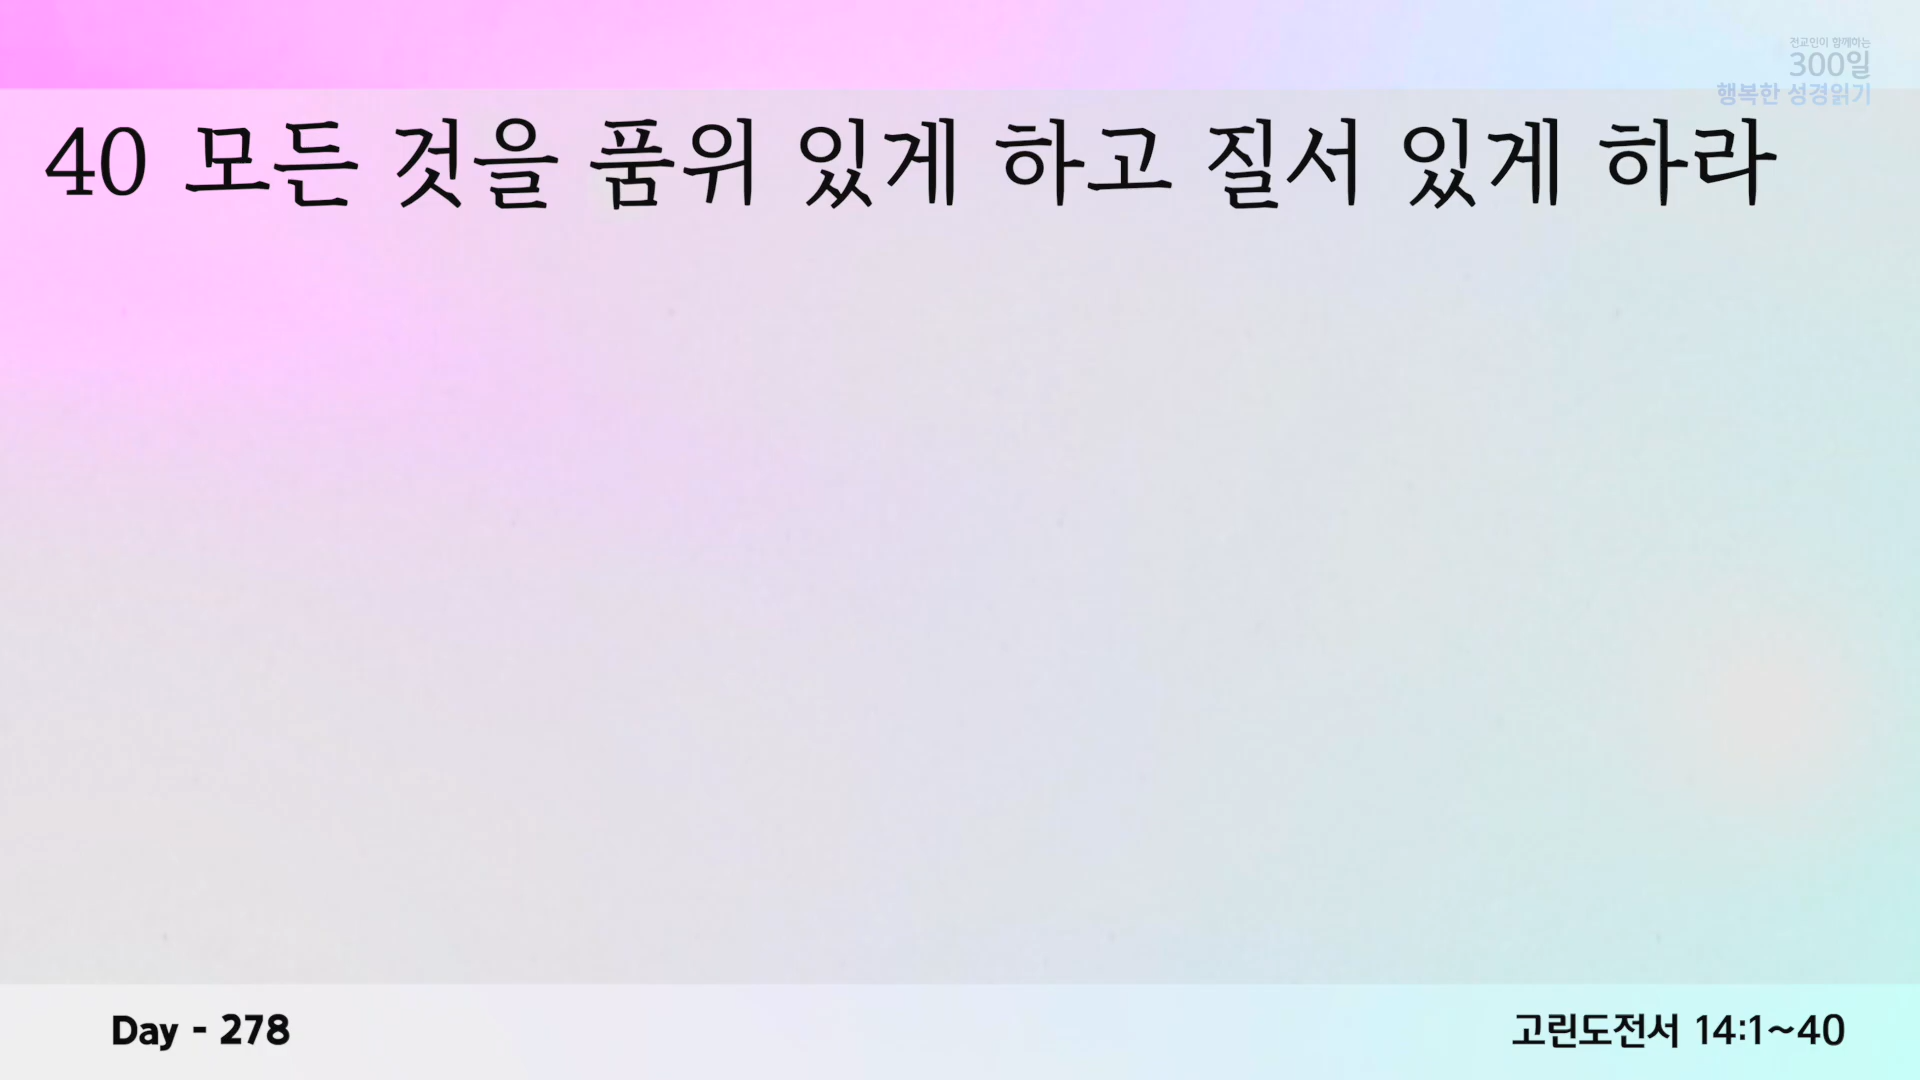 전교인이 함께하는
300일
행복한 성경읽기
40 모든 것을 품위 있게 하고 질서 있게 하라
Day - 278
고린도전서 14:1~40